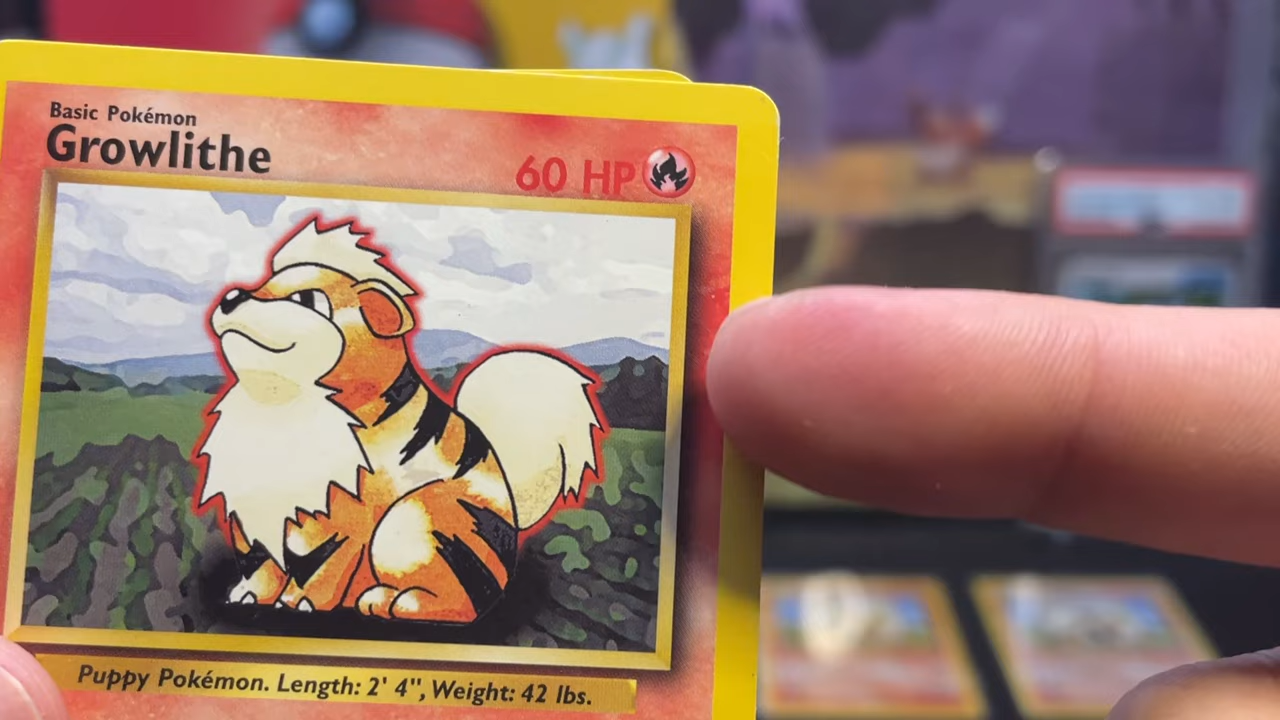 Basic Pokémon
Growlithe
60 HP
Puppy Pokémon. Length: 2' 4", Weight: 42 lbs.